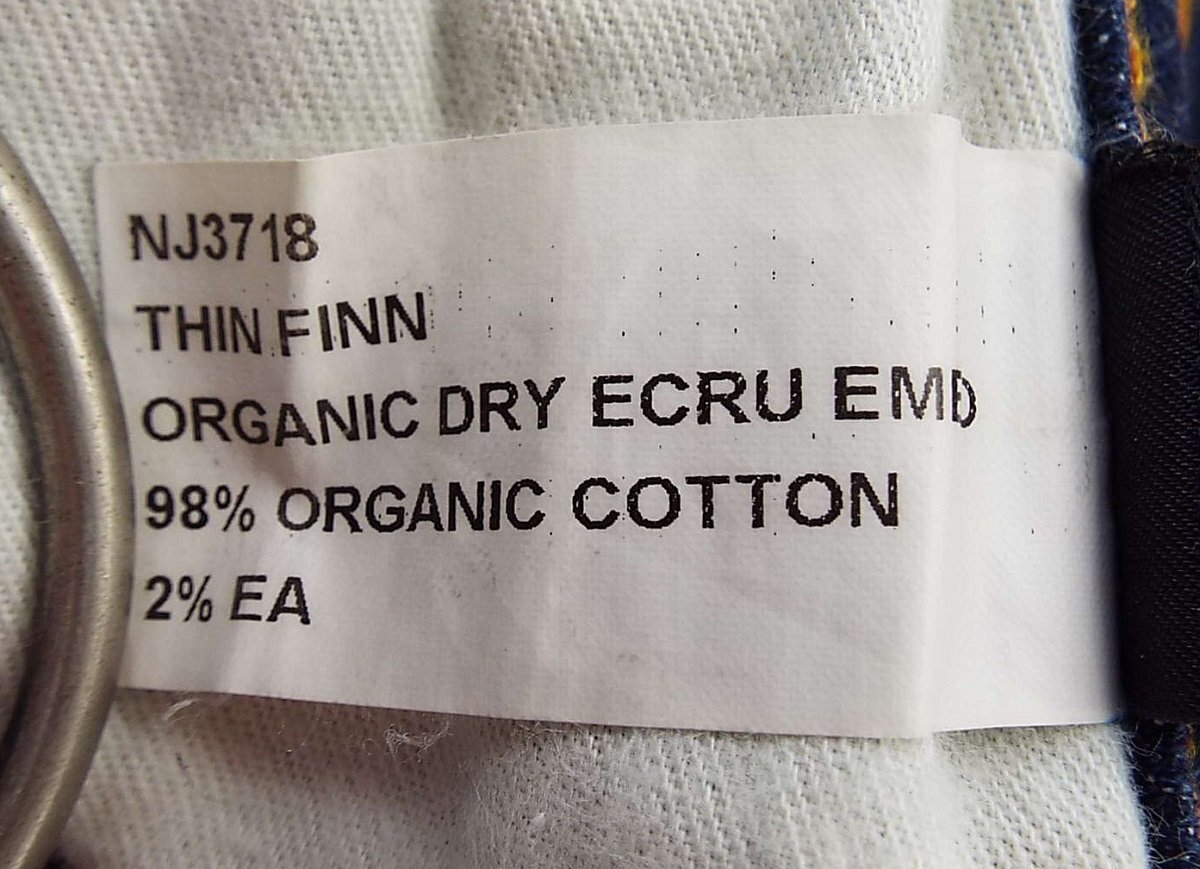 NJ3718
THIN FINN
ORGANIC DRY ECRU EMB
98% ORGANIC COTTON
2% EA